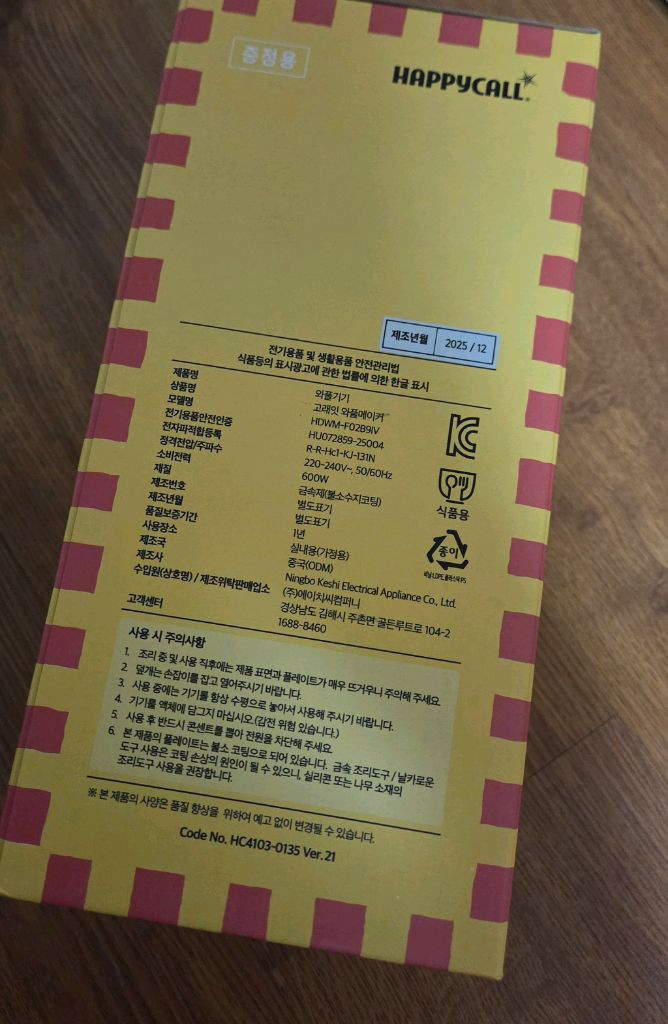 증정용
HAPPYCALL
제조년월 2025 / 12
전기용품 및 생활용품 안전관리법
식품등의 표시광고에 관한 법률에 의한 한글 표시
제품명 와플기기
상품명 고래잇 와플메이커
모델명 HDWM-F02B9IV
전기용품안전인증 HU072859-25004
전자파적합등록 R-R-Hc1-KJ-I31N
정격전압/주파수 220-240V~, 50/60Hz
소비전력 600W
재질 금속제(불소수지코팅)
제조번호 별도표기
제조년월 별도표기
품질보증기간 1년
사용장소 실내용(가정용)
제조국 중국(ODM)
제조사 Ningbo Keshi Electrical Appliance Co., Ltd.
수입원(상호명) / 제조위탁판매업소 (주)에이치씨컴퍼니
경상남도 김해시 주촌면 골든루트로 104-2
고객센터 1688-8460
KC
식품용
종이
사용 시 주의사항
1. 조리 중 및 사용 직후에는 제품 표면과 플레이트가 매우 뜨거우니 주의해 주세요.
2. 덮개는 손잡이를 잡고 열어주시기 바랍니다.
3. 사용 중에는 기기를 항상 수평으로 놓아서 사용해 주시기 바랍니다.
4. 기기를 액체에 담그지 마십시오.(감전 위험 있습니다.)
5. 사용 후 반드시 콘센트를 뽑아 전원을 차단해 주세요.
6. 본 제품의 플레이트는 불소 코팅으로 되어 있습니다. 금속 조리도구 / 날카로운
도구 사용은 코팅 손상의 원인이 될 수 있으니, 실리콘 또는 나무 소재의
조리도구 사용을 권장합니다.
※ 본 제품의 사양은 품질 향상을 위하여 예고 없이 변경될 수 있습니다.
Code No. HC4103-0135 Ver.21